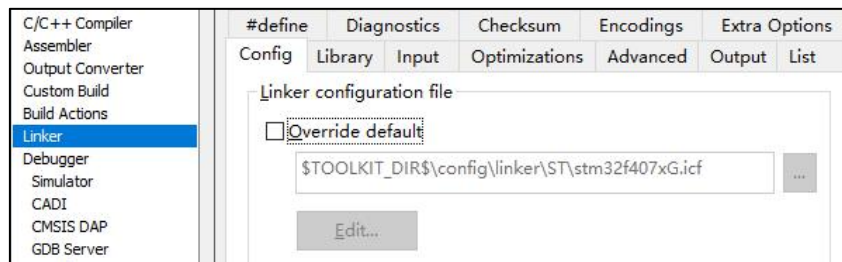 C/C++ Compiler
Assembler
Output Converter
Custom Build
Build Actions
Linker
Debugger
Simulator
CADI
CMSIS DAP
GDB Server
#define Diagnostics Checksum Encodings Extra Options
Config Library Input Optimizations Advanced Output List
Linker configuration file
Override default
$TOOLKIT_DIR$\config\linker\ST\stm32f407xG.icf
...
Edit...